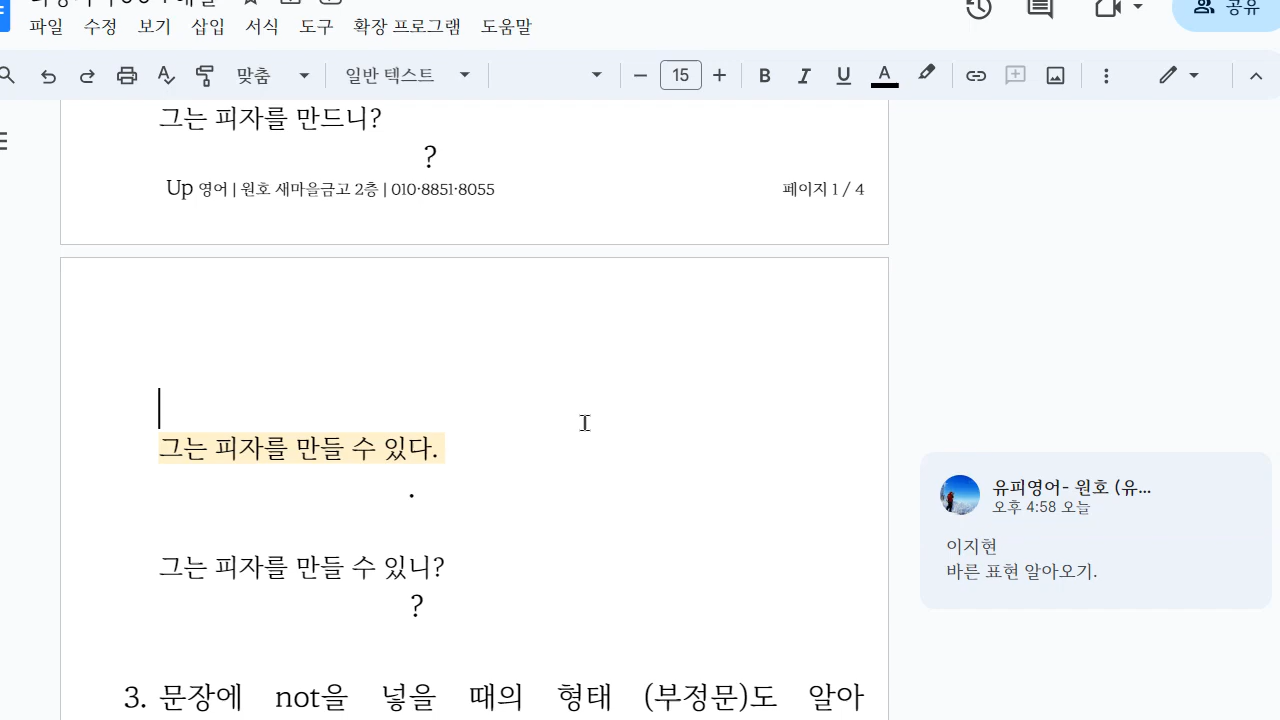 파일 수정 보기 삽입 서식 도구 확장 프로그램 도움말
공유
맞춤 일반 텍스트 15 B I U A
그는 피자를 만드니?
?
Up 영어 | 원호 새마을금고 2층 | 010·8851·8055 페이지 1 / 4
그는 피자를 만들 수 있다.
.
유피영어- 원호 (유...
오후 4:58 오늘
이지현
바른 표현 알아오기.
그는 피자를 만들 수 있니?
?
3. 문장에 not을 넣을 때의 형태 (부정문)도 알아